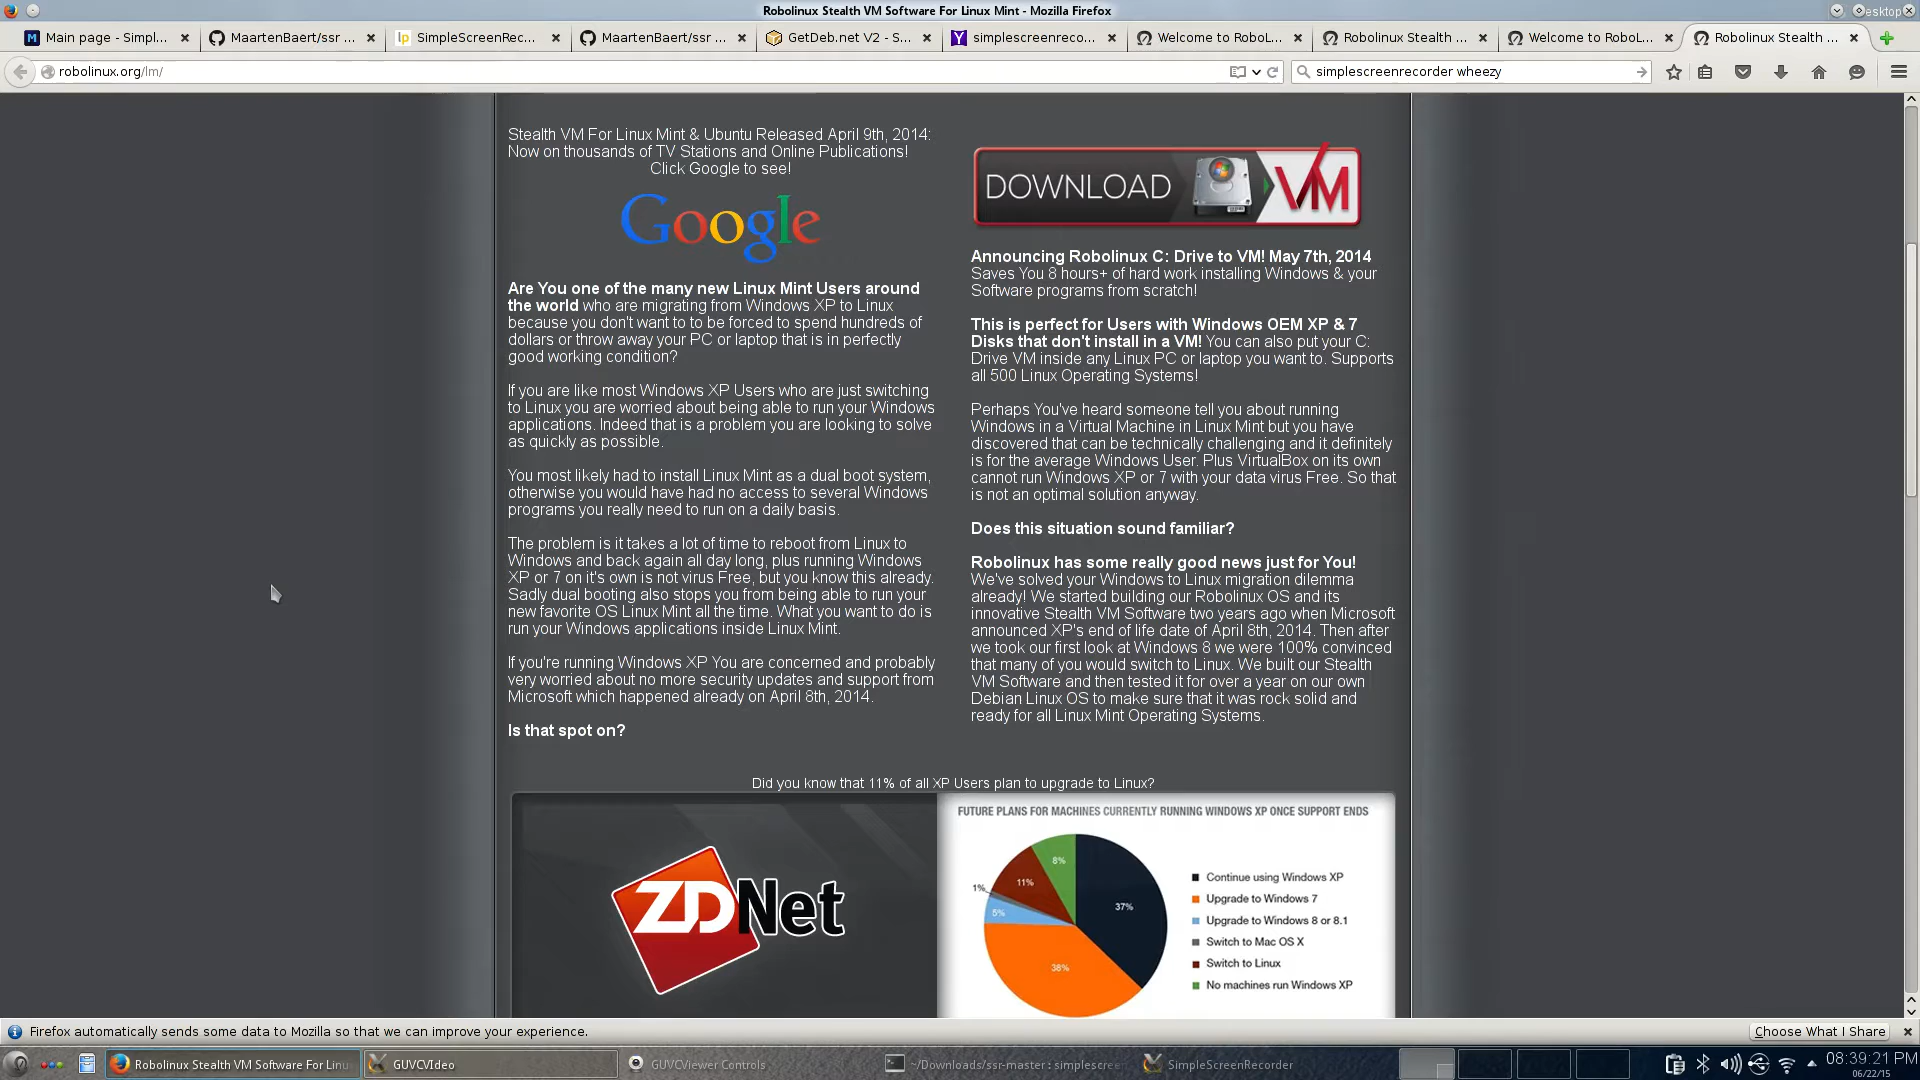 Robolinux Stealth VM Software For Linux Mint - Mozilla Firefox
esktop
Main page - Simpl...
MaartenBaert/ssr ...
SimpleScreenRec...
MaartenBaert/ssr ...
GetDeb.net V2 - S...
simplescreenreco...
Welcome to RoboL...
Robolinux Stealth ...
Welcome to RoboL...
Robolinux Stealth ...
robolinux.org/lm/
simplescreenrecorder wheezy
Stealth VM For Linux Mint & Ubuntu Released April 9th, 2014:
Now on thousands of TV Stations and Online Publications!
Click Google to see!
Google
Are You one of the many new Linux Mint Users around
the world who are migrating from Windows XP to Linux
because you don't want to to be forced to spend hundreds of
dollars or throw away your PC or laptop that is in perfectly
good working condition?
If you are like most Windows XP Users who are just switching
to Linux you are worried about being able to run your Windows
applications. Indeed that is a problem you are looking to solve
as quickly as possible.
You most likely had to install Linux Mint as a dual boot system,
otherwise you would have had no access to several Windows
programs you really need to run on a daily basis.
The problem is it takes a lot of time to reboot from Linux to
Windows and back again all day long, plus running Windows
XP or 7 on it's own is not virus Free, but you know this already.
Sadly dual booting also stops you from being able to run your
new favorite OS Linux Mint all the time. What you want to do is
run your Windows applications inside Linux Mint.
If you're running Windows XP You are concerned and probably
very worried about no more security updates and support from
Microsoft which happened already on April 8th, 2014.
Is that spot on?
DOWNLOAD VM
Announcing Robolinux C: Drive to VM! May 7th, 2014
Saves You 8 hours+ of hard work installing Windows & your
Software programs from scratch!
This is perfect for Users with Windows OEM XP & 7
Disks that don't install in a VM! You can also put your C:
Drive VM inside any Linux PC or laptop you want to. Supports
all 500 Linux Operating Systems!
Perhaps You've heard someone tell you about running
Windows in a Virtual Machine in Linux Mint but you have
discovered that can be technically challenging and it definitely
is for the average Windows User. Plus VirtualBox on its own
cannot run Windows XP or 7 with your data virus Free. So that
is not an optimal solution anyway.
Does this situation sound familiar?
Robolinux has some really good news just for You!
We've solved your Windows to Linux migration dilemma
already! We started building our Robolinux OS and its
innovative Stealth VM Software two years ago when Microsoft
announced XP's end of life date of April 8th, 2014. Then after
we took our first look at Windows 8 we were 100% convinced
that many of you would switch to Linux. We built our Stealth
VM Software and then tested it for over a year on our own
Debian Linux OS to make sure that it was rock solid and
ready for all Linux Mint Operating Systems.
Did you know that 11% of all XP Users plan to upgrade to Linux?
ZDNet
FUTURE PLANS FOR MACHINES CURRENTLY RUNNING WINDOWS XP ONCE SUPPORT ENDS
8%
11%
1%
5%
37%
38%
Continue using Windows XP
Upgrade to Windows 7
Upgrade to Windows 8 or 8.1
Switch to Mac OS X
Switch to Linux
No machines run Windows XP
Firefox automatically sends some data to Mozilla so that we can improve your experience.
Choose What I Share
Robolinux Stealth VM Software For Linu
GUVCVideo
GUVCViewer Controls
~/Downloads/ssr-master : simplescree
SimpleScreenRecorder
08:39:21 PM
06/22/15